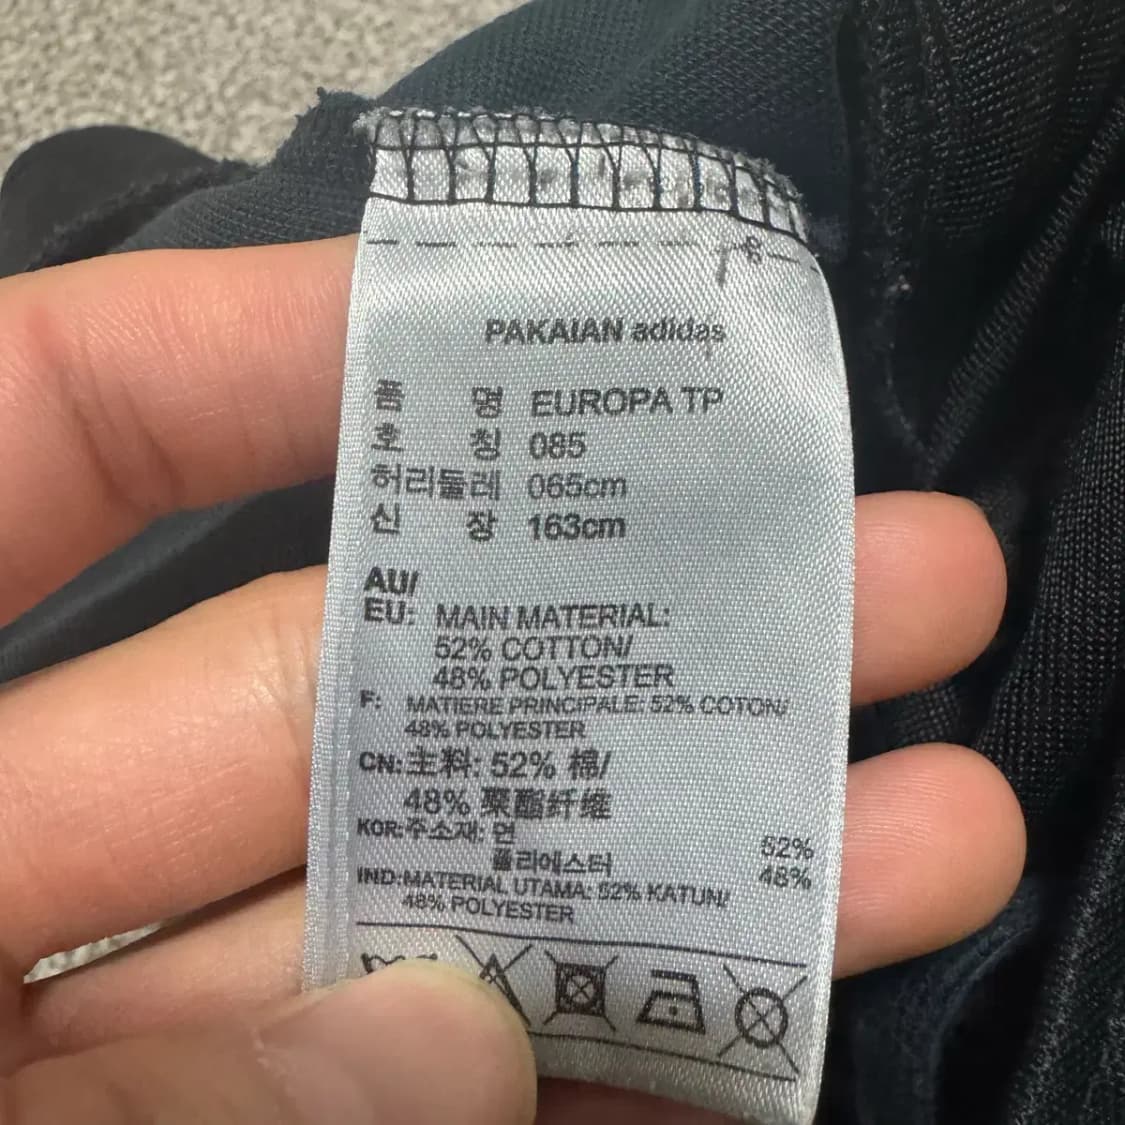 PAKAIAN adidas
품 명 EUROPA TP
호 칭 085
허리둘레 065cm
신 장 163cm
AU/
EU: MAIN MATERIAL:
52% COTTON/
48% POLYESTER
F: MATIERE PRINCIPALE: 52% COTON/
48% POLYESTER
CN: 主料: 52% 棉/
48% 聚酯纤维
KOR: 주소재: 면 52%
폴리에스터 48%
IND: MATERIAL UTAMA: 52% KATUN/
48% POLYESTER